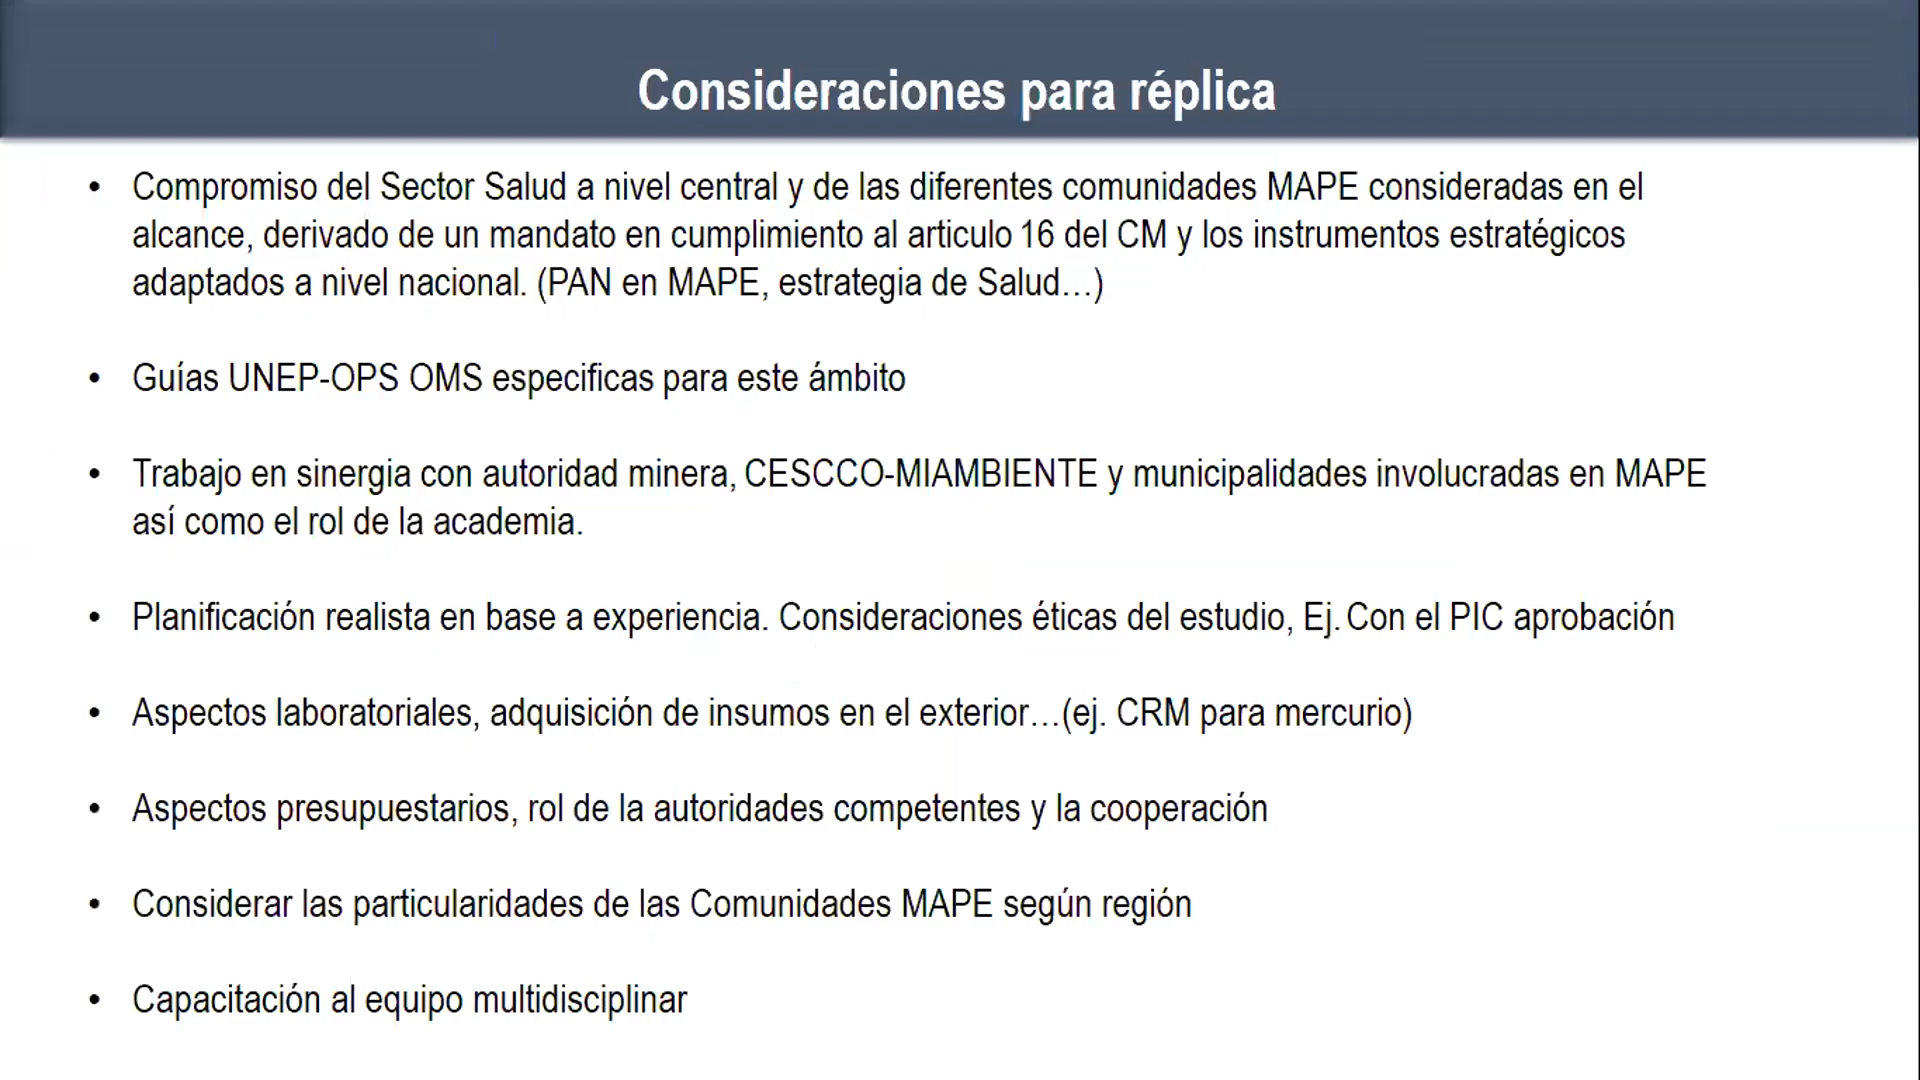 Consideraciones para réplica
• Compromiso del Sector Salud a nivel central y de las diferentes comunidades MAPE consideradas en el
alcance, derivado de un mandato en cumplimiento al articulo 16 del CM y los instrumentos estratégicos
adaptados a nivel nacional. (PAN en MAPE, estrategia de Salud…)
• Guías UNEP-OPS OMS especificas para este ámbito
• Trabajo en sinergia con autoridad minera, CESCCO-MIAMBIENTE y municipalidades involucradas en MAPE
así como el rol de la academia.
• Planificación realista en base a experiencia. Consideraciones éticas del estudio, Ej. Con el PIC aprobación
• Aspectos laboratoriales, adquisición de insumos en el exterior…(ej. CRM para mercurio)
• Aspectos presupuestarios, rol de la autoridades competentes y la cooperación
• Considerar las particularidades de las Comunidades MAPE según región
• Capacitación al equipo multidisciplinar